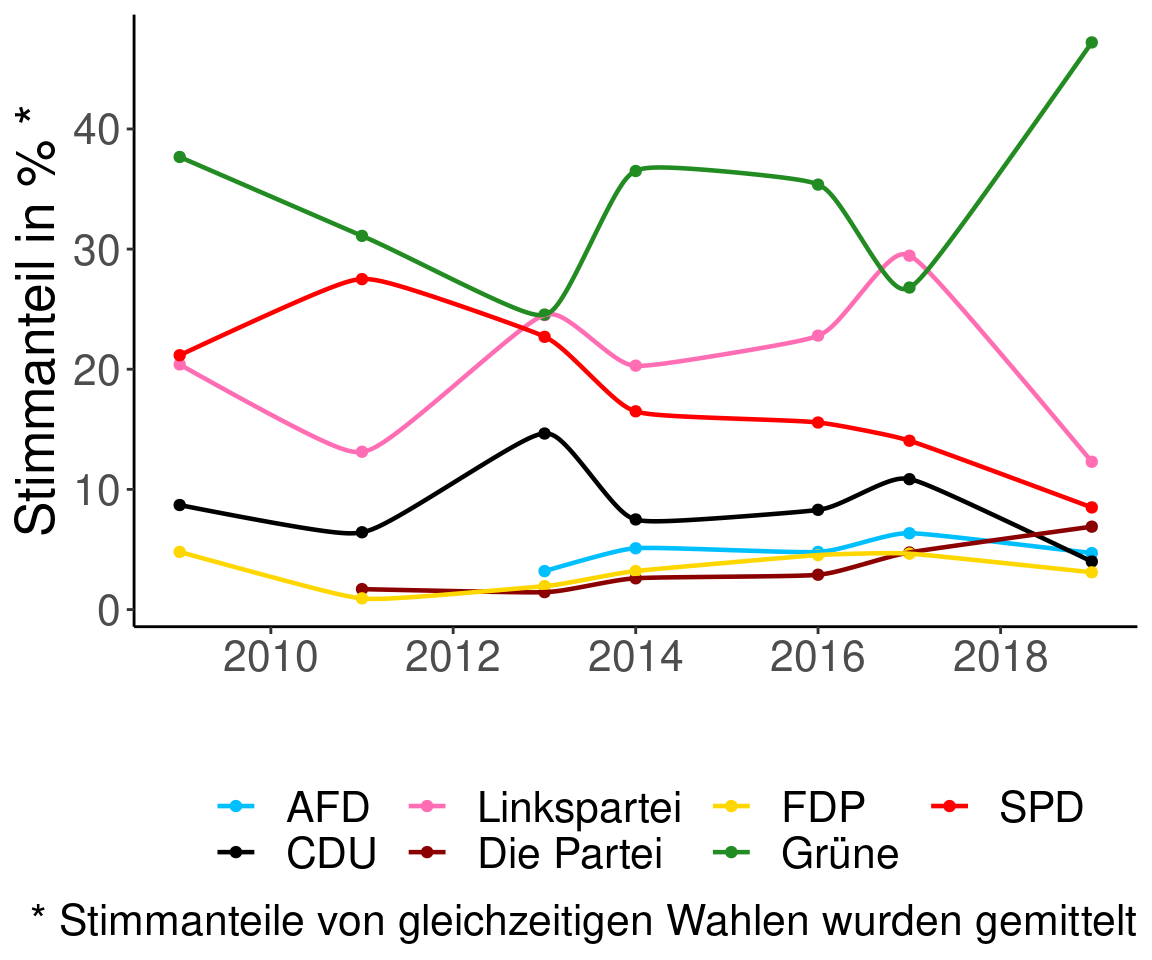 Stimmanteil in % *
40
30
20
10
0
2010 2012 2014 2016 2018
AFD Linkspartei FDP SPD
CDU Die Partei Grüne
* Stimmanteile von gleichzeitigen Wahlen wurden gemittelt